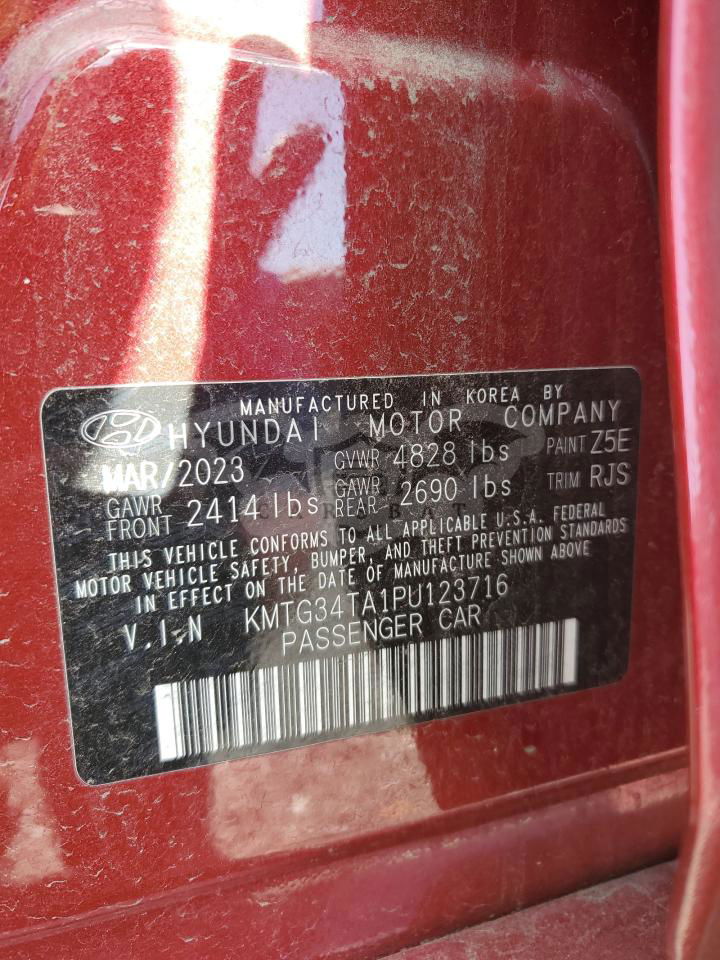 MANUFACTURED IN KOREA BY
HYUNDAI MOTOR COMPANY
MAR/2023 GVWR 4828 lbs PAINT Z5E
GAWR FRONT 2414 lbs GAWR REAR 2690 lbs TRIM RJS
THIS VEHICLE CONFORMS TO ALL APPLICABLE U.S.A. FEDERAL
MOTOR VEHICLE SAFETY, BUMPER, AND THEFT PREVENTION STANDARDS
IN EFFECT ON THE DATE OF MANUFACTURE SHOWN ABOVE
V.I.N KMTG34TA1PU123716
PASSENGER CAR